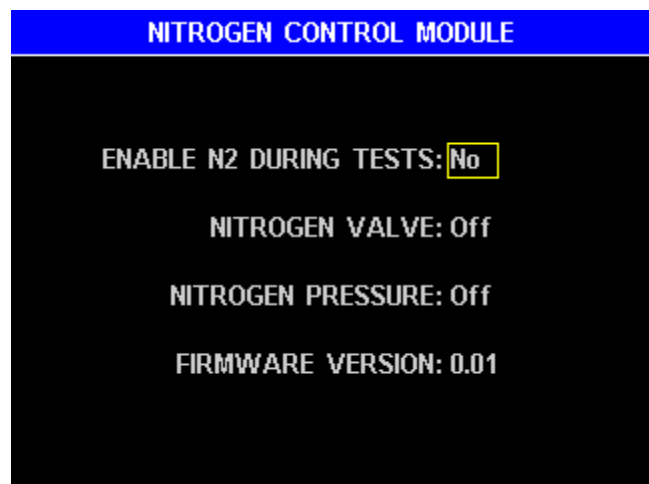 NITROGEN CONTROL MODULE
ENABLE N2 DURING TESTS: No
NITROGEN VALVE: Off
NITROGEN PRESSURE: Off
FIRMWARE VERSION: 0.01